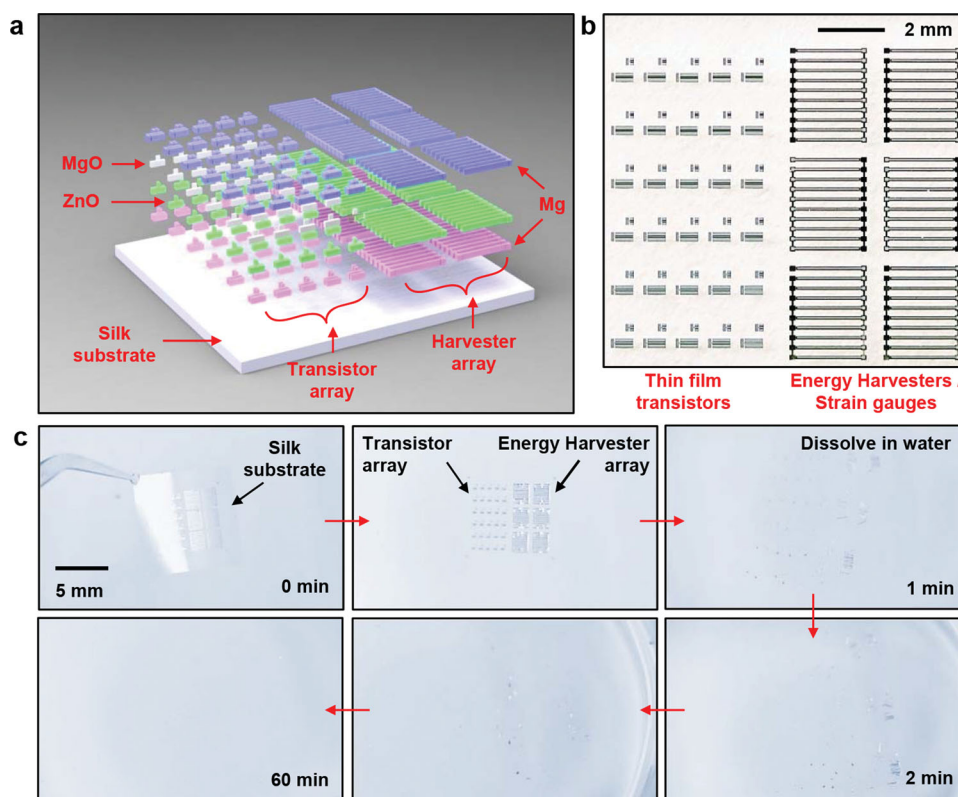 a
MgO
ZnO
Mg
Silk
substrate
Transistor
array
Harvester
array
b
2 mm
Thin film
transistors
Energy Harvesters
Strain gauges
c
Silk
substrate
5 mm
0 min
Transistor
array
Energy Harvester
array
Dissolve in water
1 min
60 min
2 min